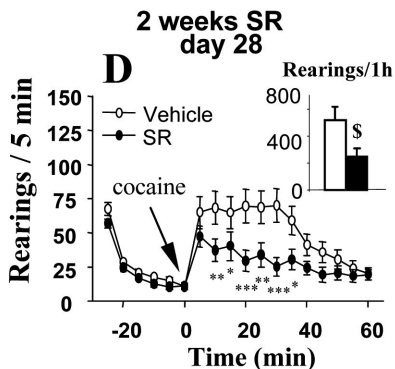 2 weeks SR
day 28
D
Rearings/1h
800
400
0
$
Rearings / 5 min
150
125
100
75
50
25
0
Vehicle
SR
cocaine
** * *** ** *** *
-20 0 20 40 60
Time (min)